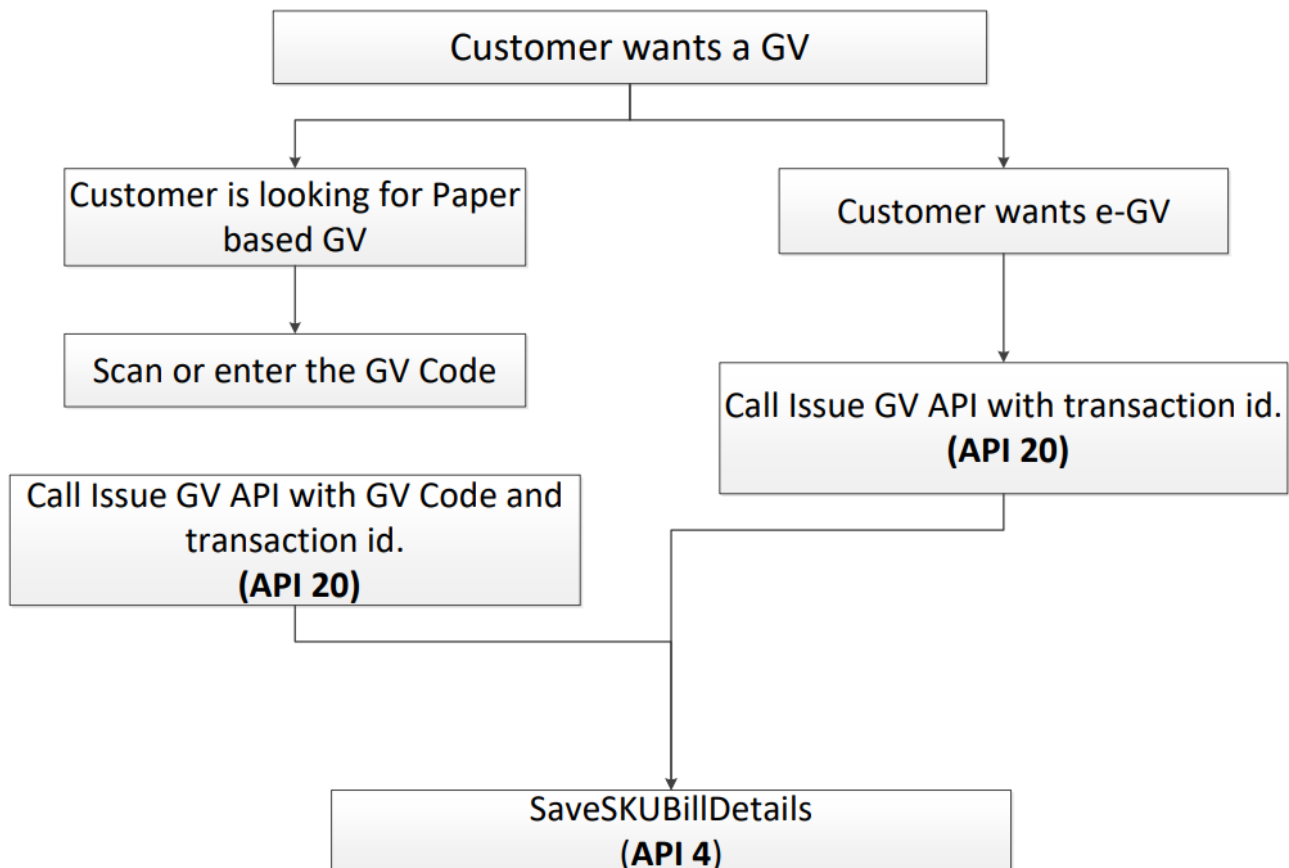 Customer wants a GV
Customer is looking for Paper
based GV
Customer wants e-GV
Scan or enter the GV Code
Call Issue GV API with transaction id.
(API 20)
Call Issue GV API with GV Code and
transaction id.
(API 20)
SaveSKUBillDetails
(API 4)